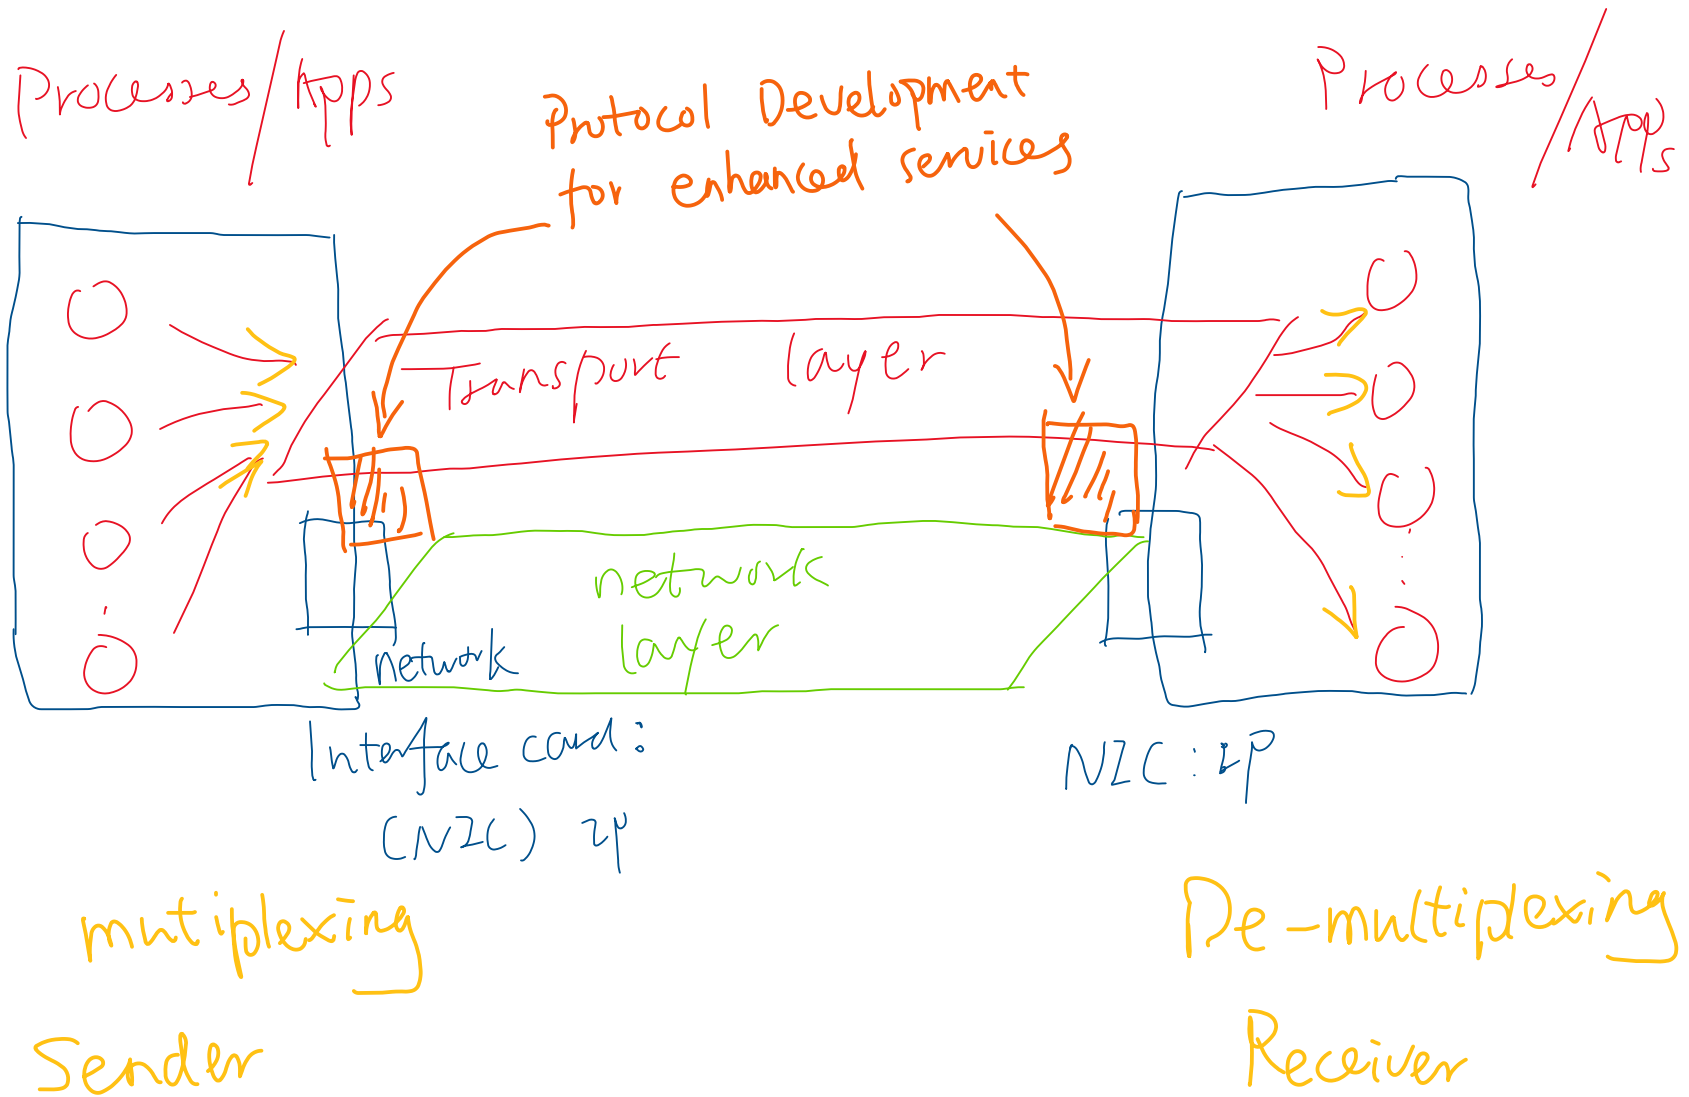 Processes/Apps
Protocol Development
for enhanced services
Processes
/Apps
Transport layer
network
layer
network
Interface card:
(NIC) IP
NIC: IP
mutiplexing
De-multiplexing
Sender
Receiver